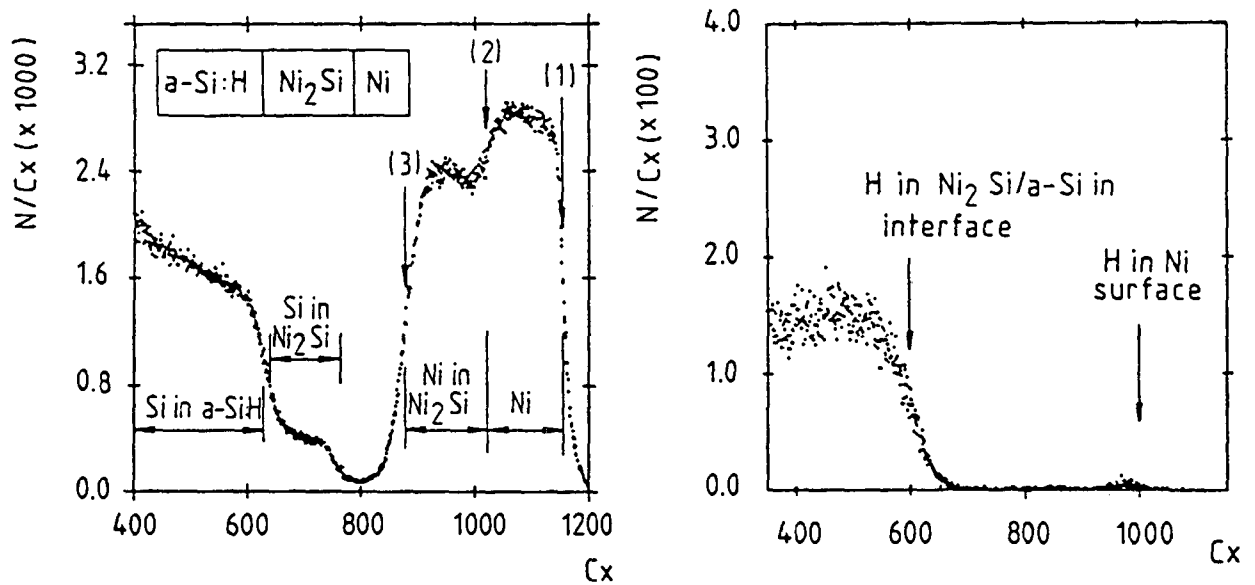 N/Cx (x 1000)
3.2
2.4
1.6
0.8
0.0
a-Si:H
Ni2Si
Ni
(3)
(2)
(1)
Si in
Ni2Si
Si in a-SiH
Ni in
Ni2Si
Ni
400
600
800
1000
1200
Cx
N/Cx (x 100)
4.0
3.0
2.0
1.0
0.0
H in Ni2 Si/a-Si in
interface
H in Ni
surface
400
600
800
1000
Cx